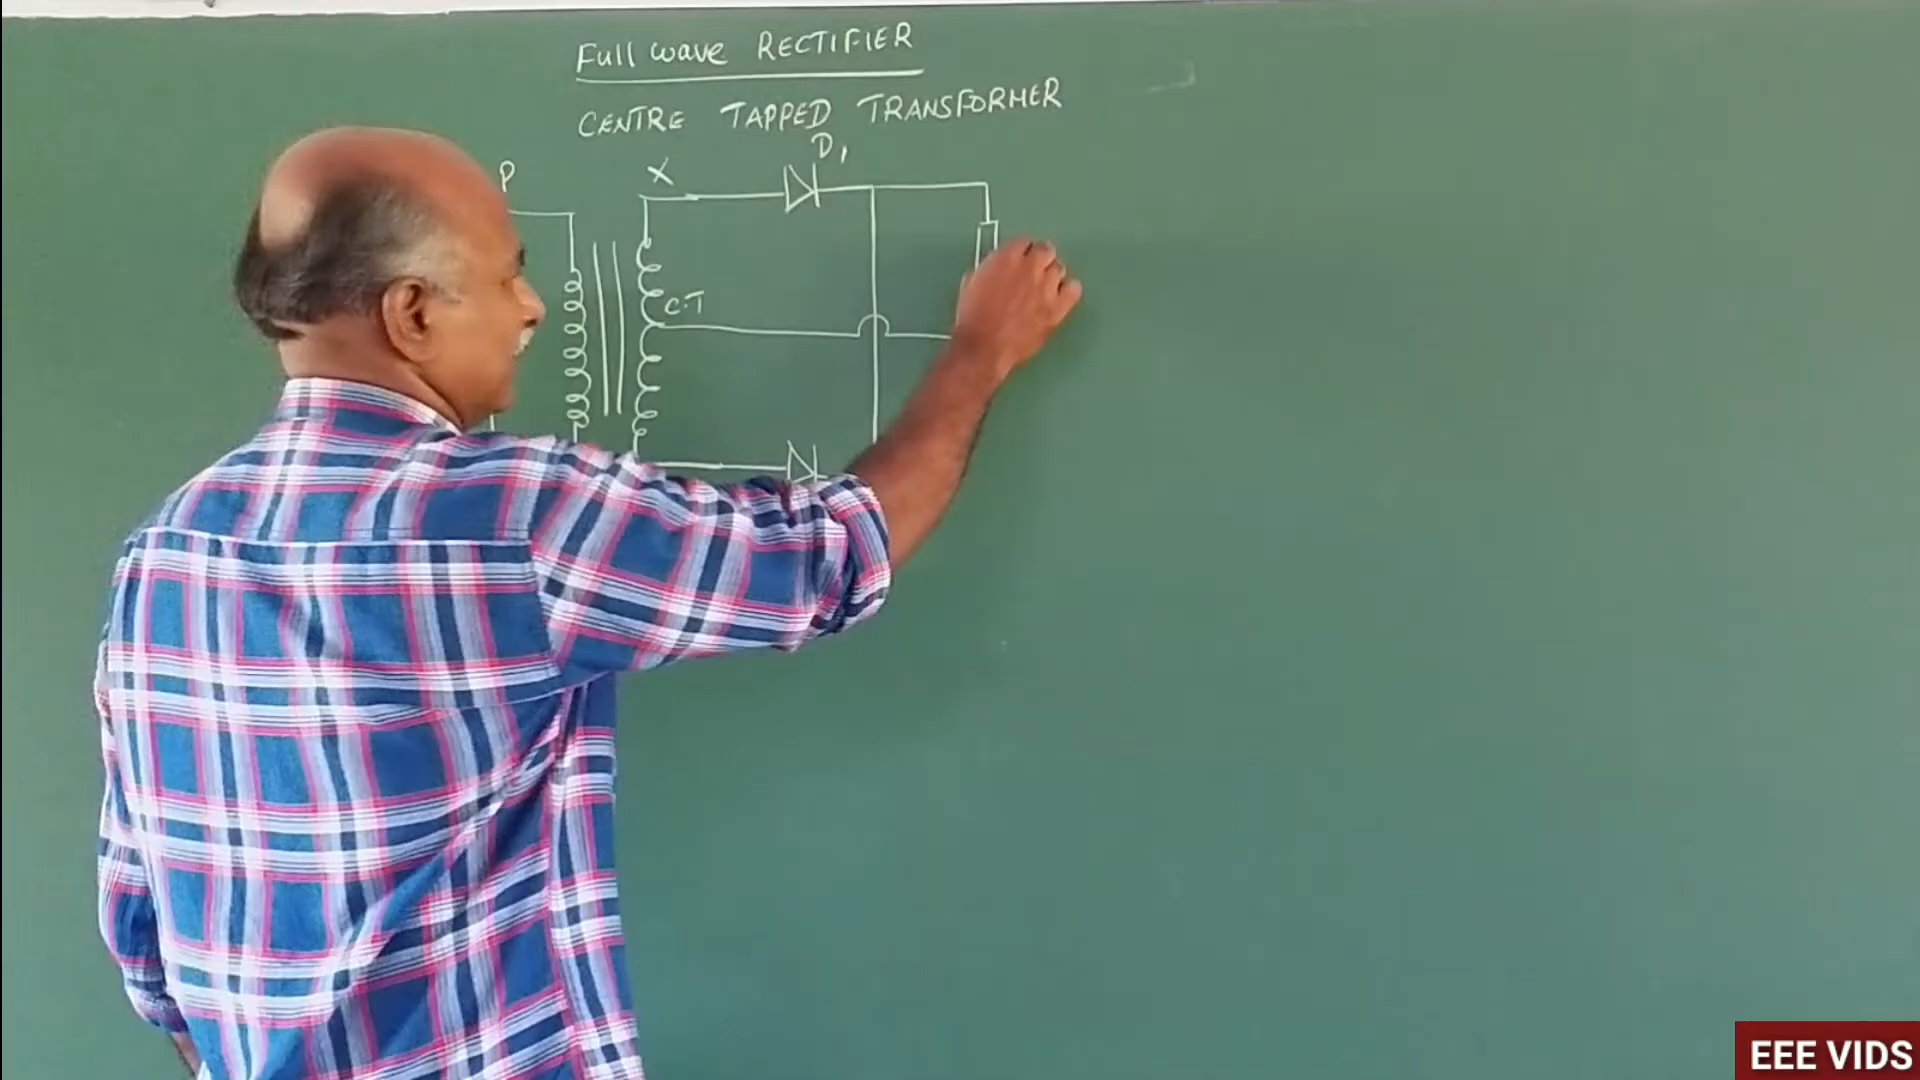 Full wave RECTIFIER
CENTRE TAPPED TRANSFORMER
D1
P
X
C.T
EEE VIDS